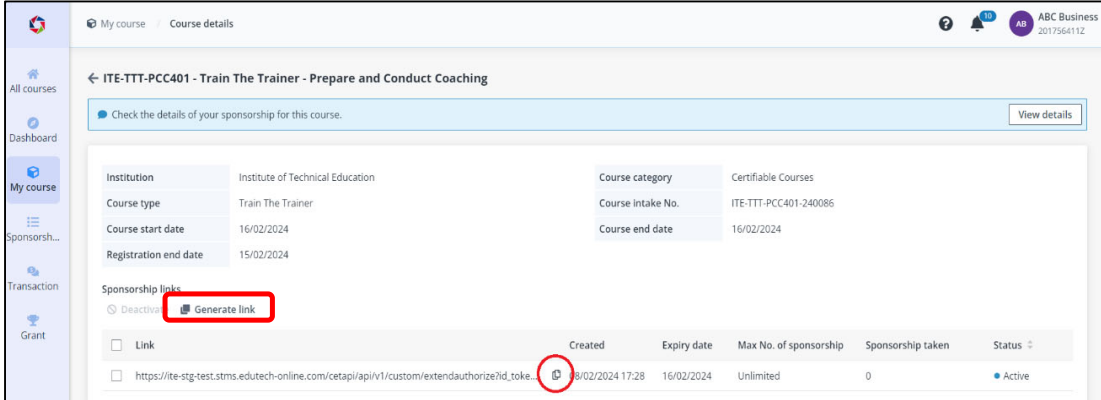 My course / Course details
10
AB
ABC Business
201756411Z
All courses
Dashboard
My course
Sponsorsh...
Transaction
Grant
← ITE-TTT-PCC401 - Train The Trainer - Prepare and Conduct Coaching
Check the details of your sponsorship for this course. View details
Institution Institute of Technical Education Course category Certifiable Courses
Course type Train The Trainer Course intake No. ITE-TTT-PCC401-240086
Course start date 16/02/2024 Course end date 16/02/2024
Registration end date 15/02/2024
Sponsorship links
Deactivat Generate link
Link Created Expiry date Max No. of sponsorship Sponsorship taken Status
https://ite-stg-test.stms.edutech-online.com/cetapi/api/v1/custom/extendauthorize?id_toke... 08/02/2024 17:28 16/02/2024 Unlimited 0 Active